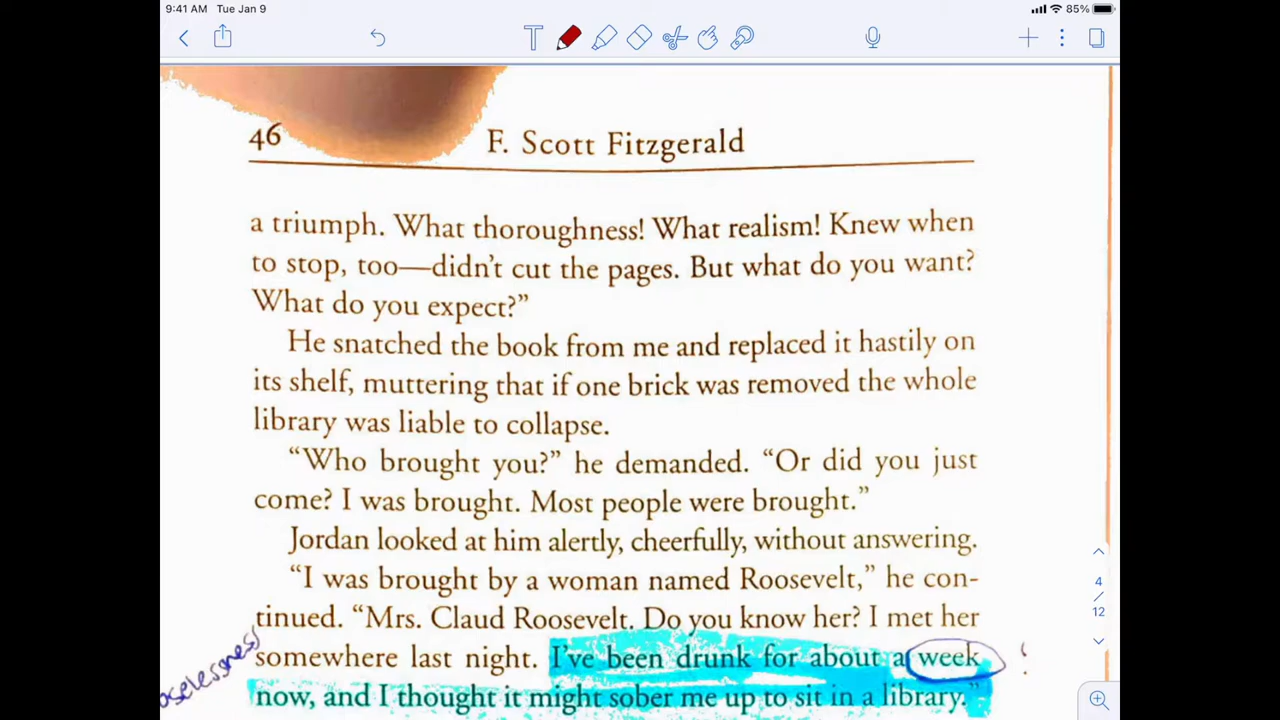 9:41 AM Tue Jan 9
85%
46 F. Scott Fitzgerald
a triumph. What thoroughness! What realism! Knew when
to stop, too—didn't cut the pages. But what do you want?
What do you expect?”
He snatched the book from me and replaced it hastily on
its shelf, muttering that if one brick was removed the whole
library was liable to collapse.
“Who brought you?” he demanded. “Or did you just
come? I was brought. Most people were brought.”
Jordan looked at him alertly, cheerfully, without answering.
“I was brought by a woman named Roosevelt,” he con-
tinued. “Mrs. Claud Roosevelt. Do you know her? I met her
somewhere last night. I've been drunk for about a week
now, and I thought it might sober me up to sit in a library.”
4
/
12